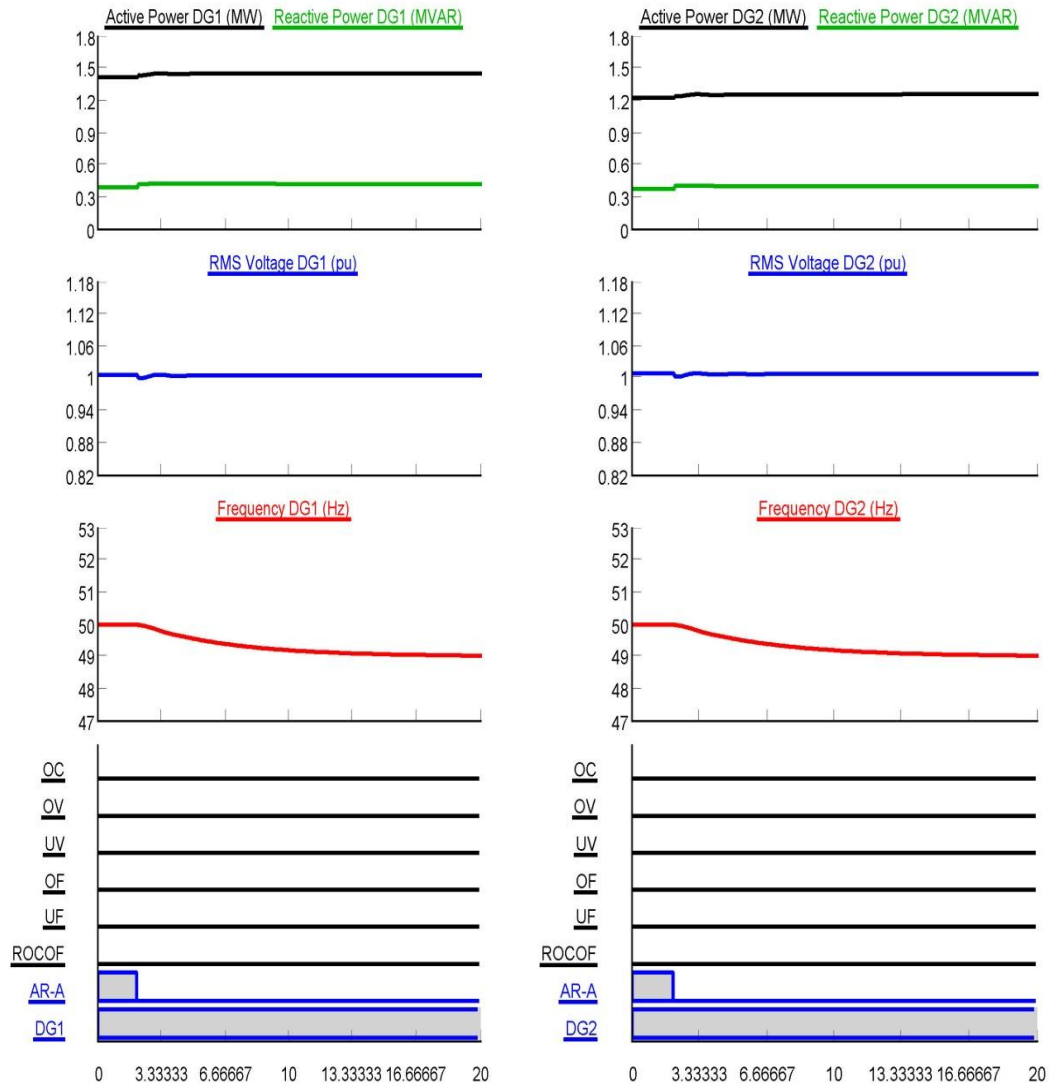 Active Power DG1 (MW) Reactive Power DG1 (MVAR)
1.8
1.5
1.2
0.9
0.6
0.3
0
RMS Voltage DG1 (pu)
1.18
1.12
1.06
1
0.94
0.88
0.82
Frequency DG1 (Hz)
53
52
51
50
49
48
47
OC
OV
UV
OF
UF
ROCOF
AR-A
DG1
0 3.33333 6.66667 10 13.33333 16.66667 20
Active Power DG2 (MW) Reactive Power DG2 (MVAR)
1.8
1.5
1.2
0.9
0.6
0.3
0
RMS Voltage DG2 (pu)
1.18
1.12
1.06
1
0.94
0.88
0.82
Frequency DG2 (Hz)
53
52
51
50
49
48
47
OC
OV
UV
OF
UF
ROCOF
AR-A
DG2
0 3.33333 6.66667 10 13.33333 16.66667 20